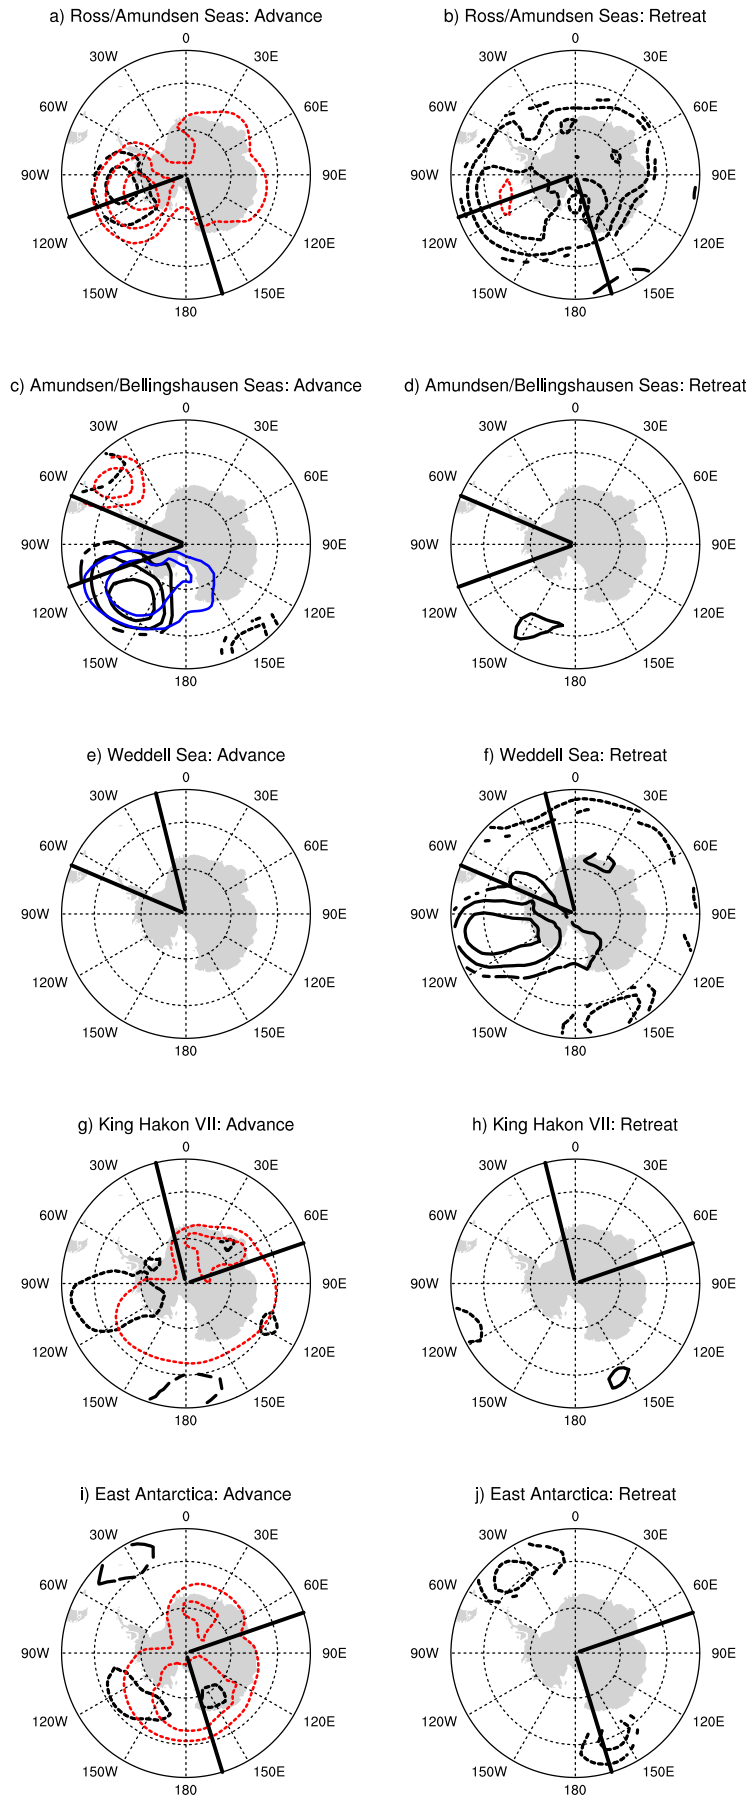 a) Ross/Amundsen Seas: Advance
0
30W
30E
60W
60E
90W
90E
120W
120E
150W
150E
180
b) Ross/Amundsen Seas: Retreat
0
30W
30E
60W
60E
90W
90E
120W
120E
150W
150E
180
c) Amundsen/Bellingshausen Seas: Advance
0
30W
30E
60W
60E
90W
90E
120W
120E
150W
150E
180
d) Amundsen/Bellingshausen Seas: Retreat
0
30W
30E
60W
60E
90W
90E
120W
120E
150W
150E
180
e) Weddell Sea: Advance
0
30W
30E
60W
60E
90W
90E
120W
120E
150W
150E
180
f) Weddell Sea: Retreat
0
30W
30E
60W
60E
90W
90E
120W
120E
150W
150E
180
g) King Hakon VII: Advance
0
30W
30E
60W
60E
90W
90E
120W
120E
150W
150E
180
h) King Hakon VII: Retreat
0
30W
30E
60W
60E
90W
90E
120W
120E
150W
150E
180
i) East Antarctica: Advance
0
30W
30E
60W
60E
90W
90E
120W
120E
150W
150E
180
j) East Antarctica: Retreat
0
30W
30E
60W
60E
90W
90E
120W
120E
150W
150E
180